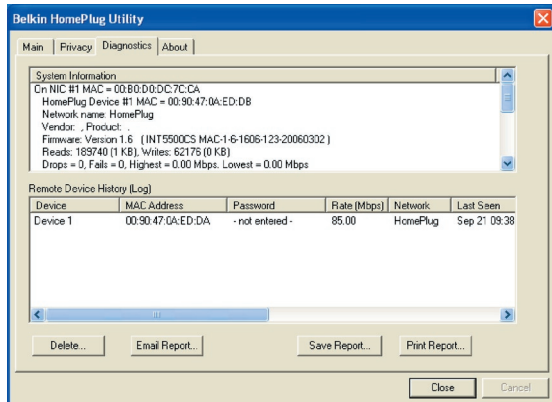 Belkin HomePlug Utility
Main Privacy Diagnostics About
System Information
On NIC #1 MAC = 00:B0:D0:DC:7C:CA
HomePlug Device #1 MAC = 00:90:47:0A:ED:DB
Network name: HomePlug
Vendor: , Product: .
Firmware: Version 1.6 ( INT5500CS MAC-1-6-1606-123-20060302 )
Reads: 189740 (1 KB), Writes: 62176 (0 KB)
Drops = 0, Fails = 0, Highest = 0.00 Mbps. Lowest = 0.00 Mbps
Remote Device History (Log)
Device MAC Address Password Rate (Mbps) Network Last Seen
Device 1 00:90:47:0A:ED:DA - not entered - 85.00 HomePlug Sep 21 09:38
Delete... Email Report... Save Report... Print Report...
Close Cancel